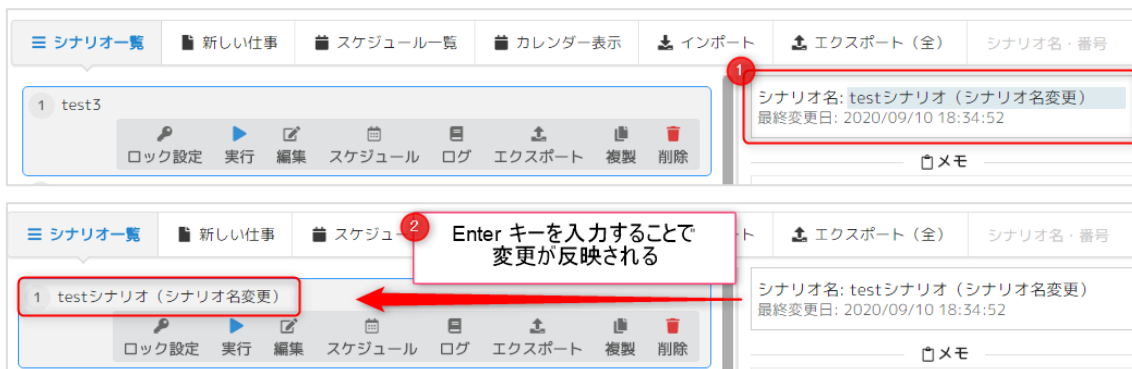 シナリオ一覧 新しい仕事 スケジュール一覧 カレンダー表示 インポート エクスポート（全） シナリオ名・番号
1
1 test3
シナリオ名: testシナリオ（シナリオ名変更）
最終変更日: 2020/09/10 18:34:52
ロック設定 実行 編集 スケジュール ログ エクスポート 複製 削除
メモ
シナリオ一覧 新しい仕事 スケジュ ト エクスポート（全） シナリオ名・番号
2
Enter キーを入力することで
変更が反映される
1 testシナリオ（シナリオ名変更）
シナリオ名: testシナリオ（シナリオ名変更）
最終変更日: 2020/09/10 18:34:52
ロック設定 実行 編集 スケジュール ログ エクスポート 複製 削除
メモ